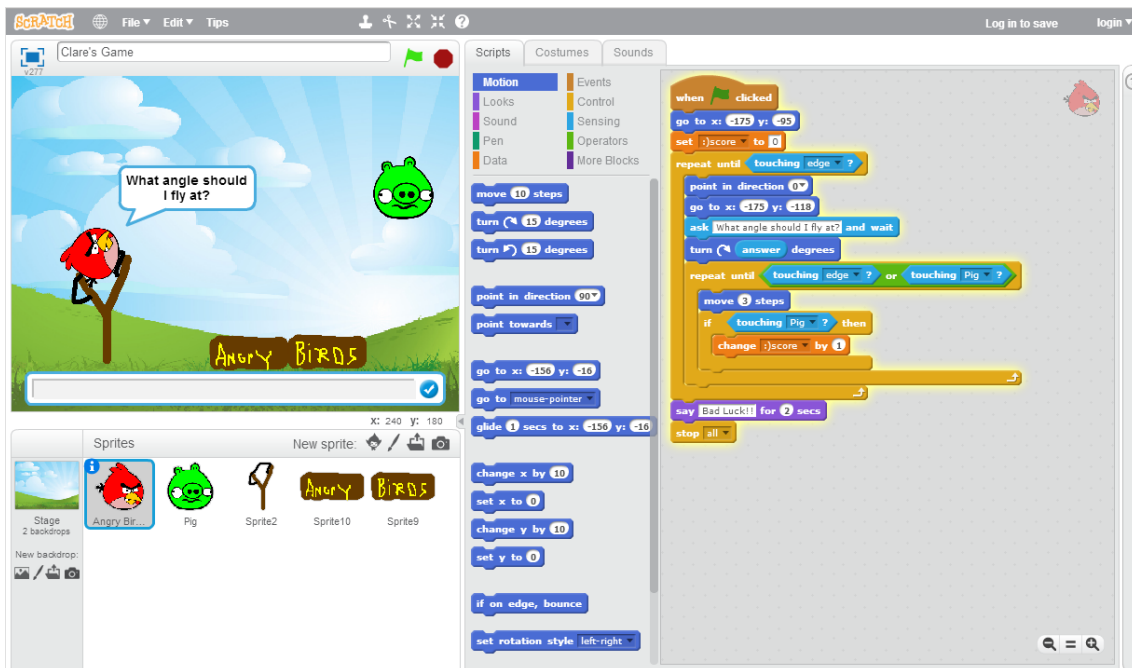 SCRATCH File Edit Tips Log in to save login
v277
Clare's Game
What angle should
I fly at?
ANGRY BIRDS
X: 240 y: 180
Sprites New sprite:
Stage
2 backdrops
New backdrop:
Angry Bir...
Pig
Sprite2
ANGRY
Sprite10
BIRDS
Sprite9
Scripts Costumes Sounds
Motion Events
Looks Control
Sound Sensing
Pen Operators
Data More Blocks
move 10 steps
turn 15 degrees
turn 15 degrees
point in direction 90
point towards
go to x: -156 y: -16
go to mouse-pointer
glide 1 secs to x: -156 y: -16
change x by 10
set x to 0
change y by 10
set y to 0
if on edge, bounce
set rotation style left-right
when clicked
go to x: -175 y: -95
set :)score to 0
repeat until touching edge ?
point in direction 0
go to x: -175 y: -118
ask What angle should I fly at? and wait
turn answer degrees
repeat until touching edge ? or touching Pig ?
move 3 steps
if touching Pig ? then
change :)score by 1
say Bad Luck!! for 2 secs
stop all